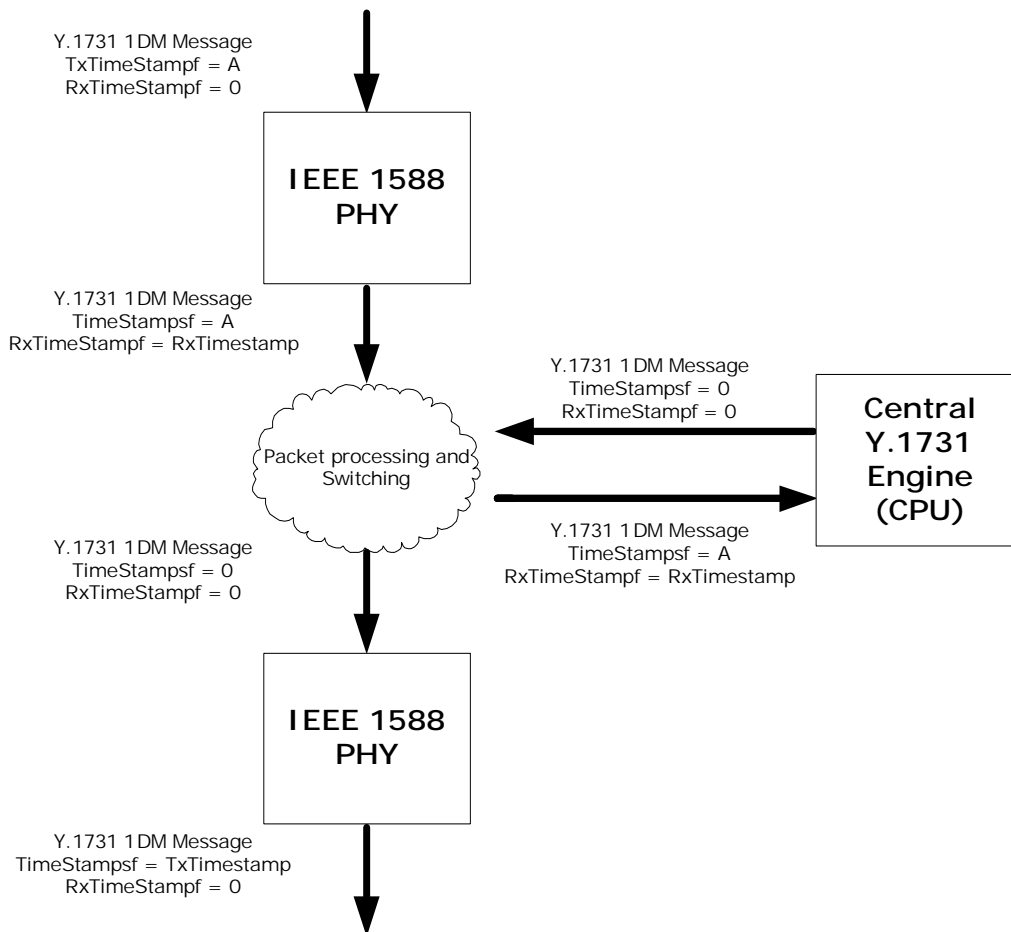 Y.1731 1DM Message
TxTimeStampf = A
RxTimeStampf = 0
IEEE 1588
PHY
Y.1731 1DM Message
TimeStampsf = A
RxTimeStampf = RxTimestamp
Y.1731 1DM Message
TimeStampsf = 0
RxTimeStampf = 0
Central
Y.1731
Engine
(CPU)
Packet processing and
Switching
Y.1731 1DM Message
TimeStampsf = A
RxTimeStampf = RxTimestamp
Y.1731 1DM Message
TimeStampsf = 0
RxTimeStampf = 0
IEEE 1588
PHY
Y.1731 1DM Message
TimeStampsf = TxTimestamp
RxTimeStampf = 0